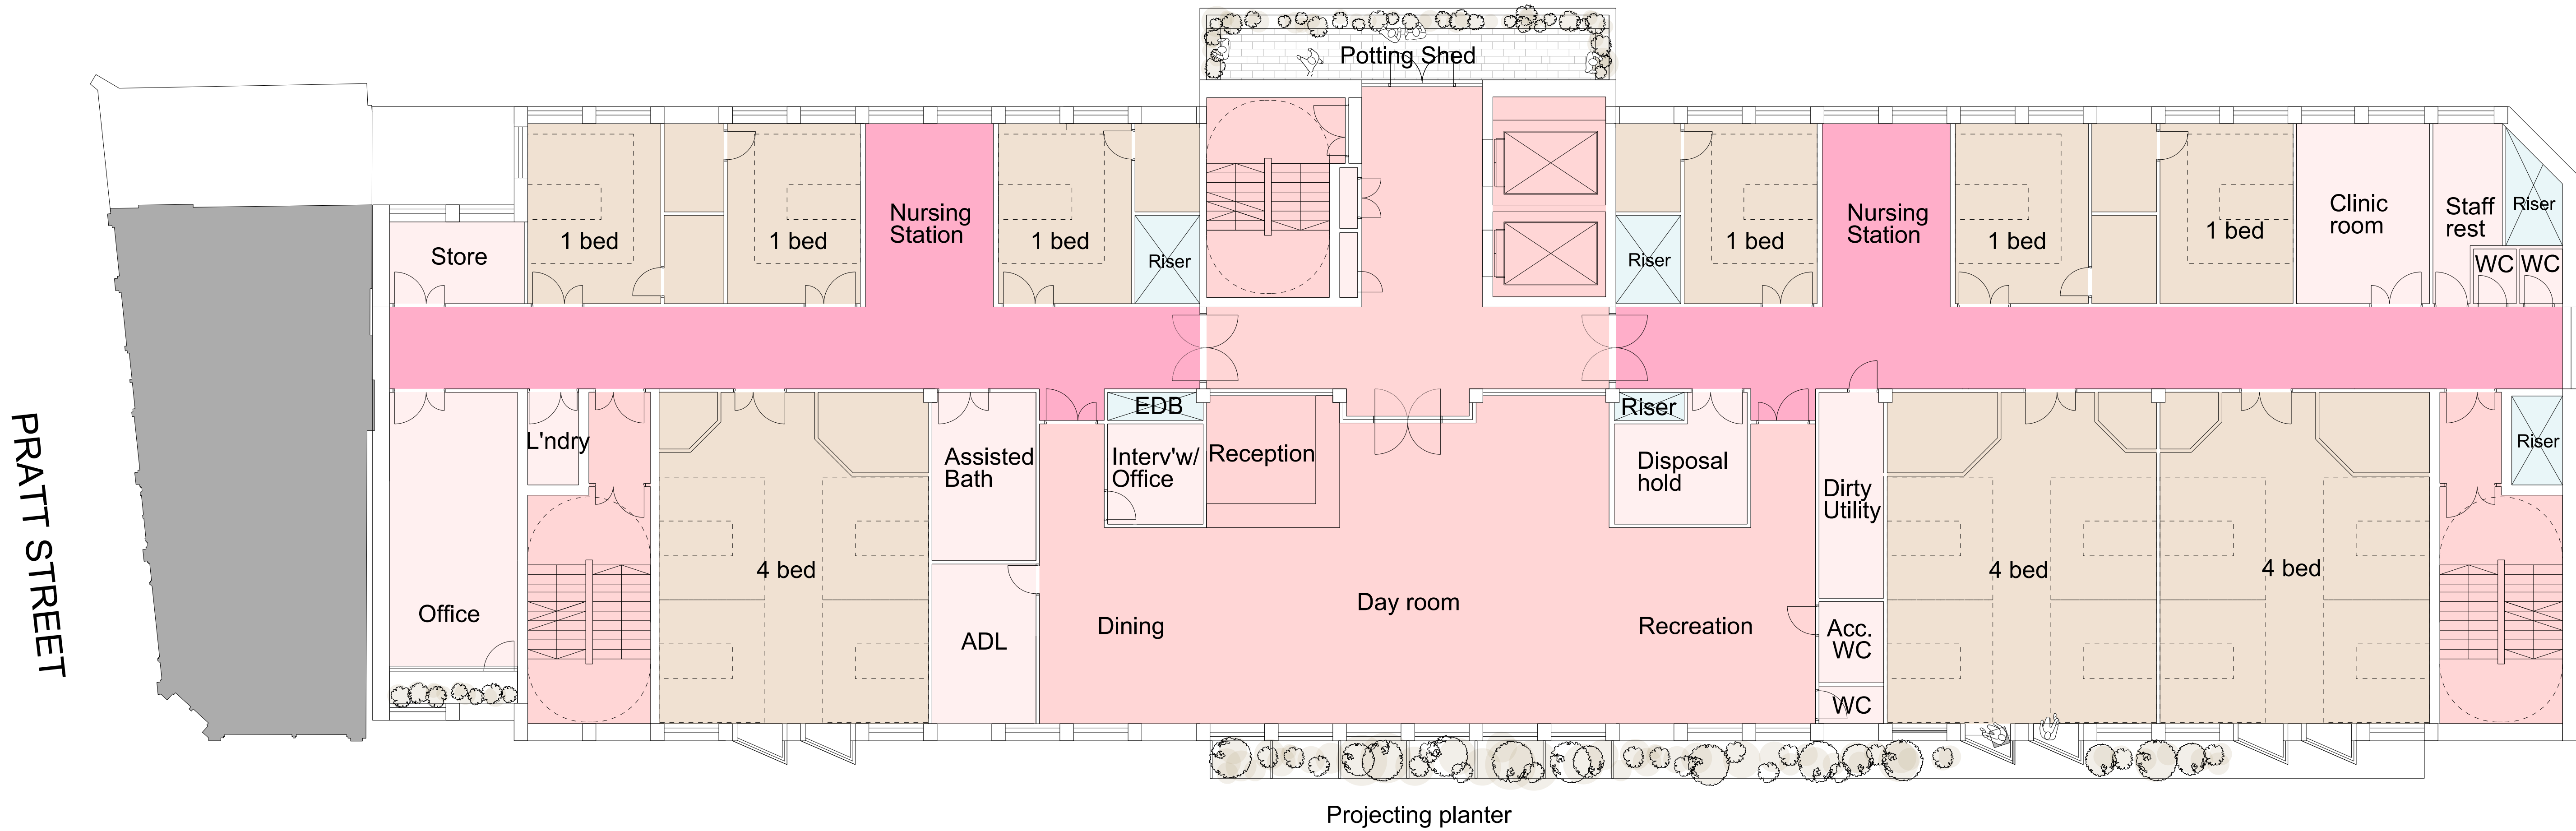 Potting Shed
Store
1 bed
1 bed
Nursing
Station
1 bed
Riser
Riser
1 bed
Nursing
Station
1 bed
1 bed
Clinic
room
Staff
rest
Riser
WC
WC
PRATT STREET
Office
L'ndry
4 bed
Assisted
Bath
ADL
EDB
Interv'w/
Office
Reception
Dining
Day room
Recreation
Riser
Disposal
hold
Dirty
Utility
Acc.
WC
WC
4 bed
4 bed
Riser
Projecting planter